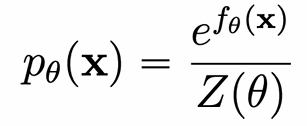 p_θ(𝐱) = e^{f_θ(𝐱)} / Z(θ)